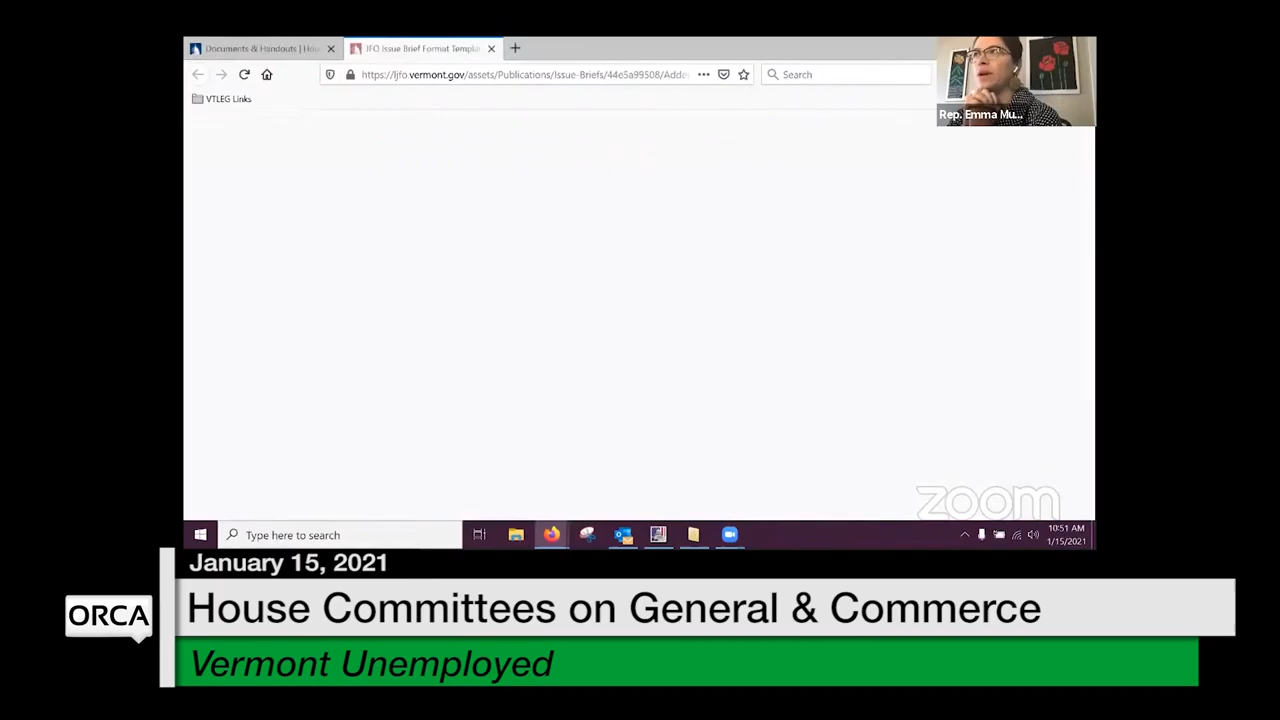 Documents & Handouts | Hou
JFO Issue Brief Format Templa
https://ljfo.vermont.gov/assets/Publications/Issue-Briefs/44e5a99508/Adde
Search
VTLEG Links
Rep. Emma Mu...
zoom
Type here to search
10:51 AM
1/15/2021
January 15, 2021
ORCA
House Committees on General & Commerce
Vermont Unemployed